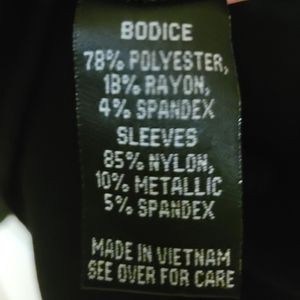 BODICE
78% POLYESTER,
18% RAYON,
4% SPANDEX
SLEEVES
85% NYLON,
10% METALLIC
5% SPANDEX
MADE IN VIETNAM
SEE OVER FOR CARE